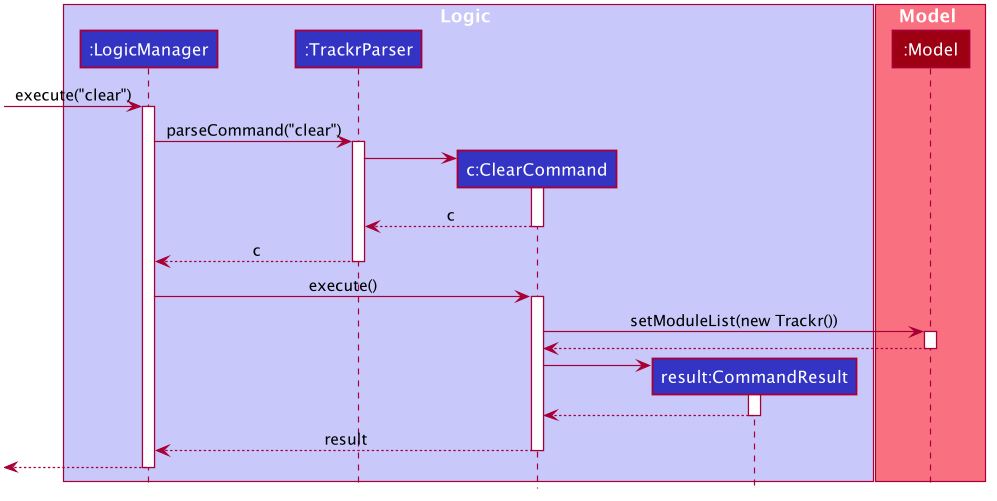 Logic
Model
:LogicManager
:TrackrParser
:Model
execute("clear")
parseCommand("clear")
c:ClearCommand
c
c
execute()
setModuleList(new Trackr())
result:CommandResult
result